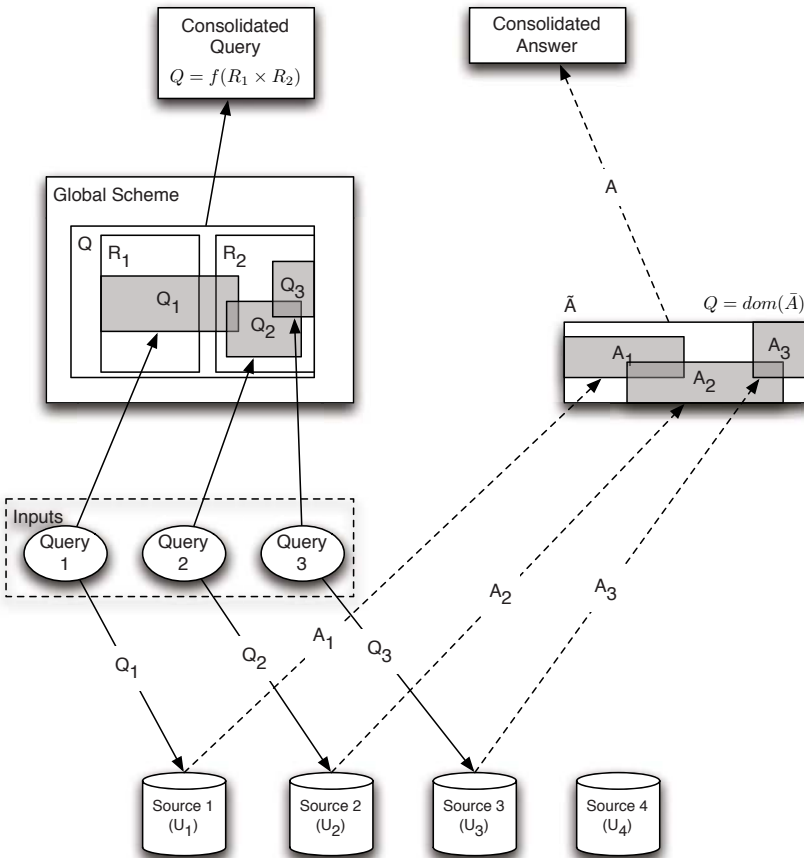 Consolidated
Query
Q = f(R₁ × R₂)
Consolidated
Answer
Global Scheme
Q
R₁
R₂
Q₁
Q₂
Q₃
A
Ã
Q = dom(Ā)
A₁
A₂
A₃
Inputs
Query
1
Query
2
Query
3
Q₁
Q₂
Q₃
A₁
A₂
A₃
Source 1
(U₁)
Source 2
(U₂)
Source 3
(U₃)
Source 4
(U₄)